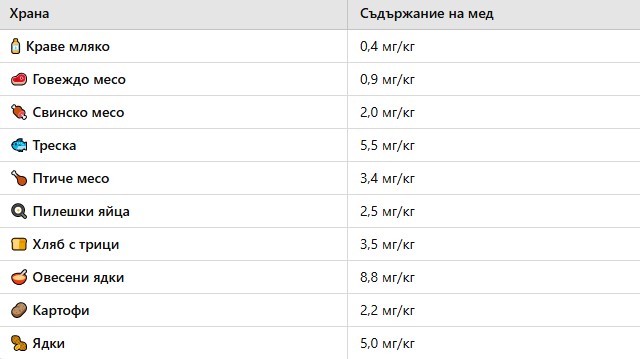 Храна Съдържание на мед
Краве мляко 0,4 мг/кг
Говеждо месо 0,9 мг/кг
Свинско месо 2,0 мг/кг
Треска 5,5 мг/кг
Птиче месо 3,4 мг/кг
Пилешки яйца 2,5 мг/кг
Хляб с трици 3,5 мг/кг
Овесени ядки 8,8 мг/кг
Картофи 2,2 мг/кг
Ядки 5,0 мг/кг